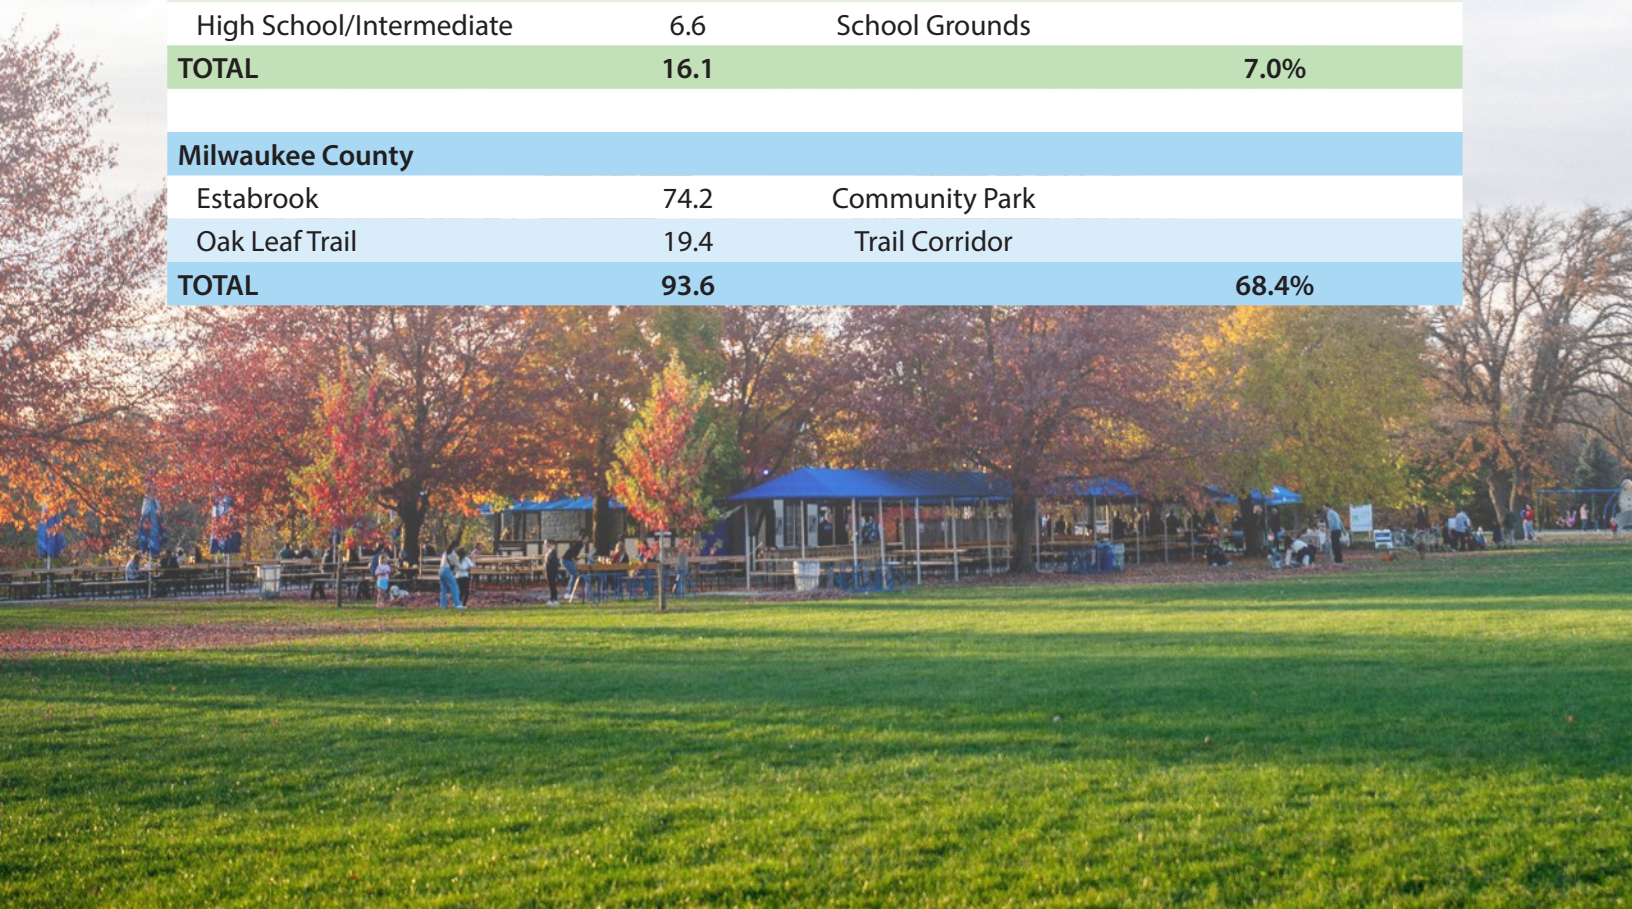 High School/Intermediate 6.6 School Grounds
TOTAL 16.1 7.0%
Milwaukee County
Estabrook 74.2 Community Park
Oak Leaf Trail 19.4 Trail Corridor
TOTAL 93.6 68.4%